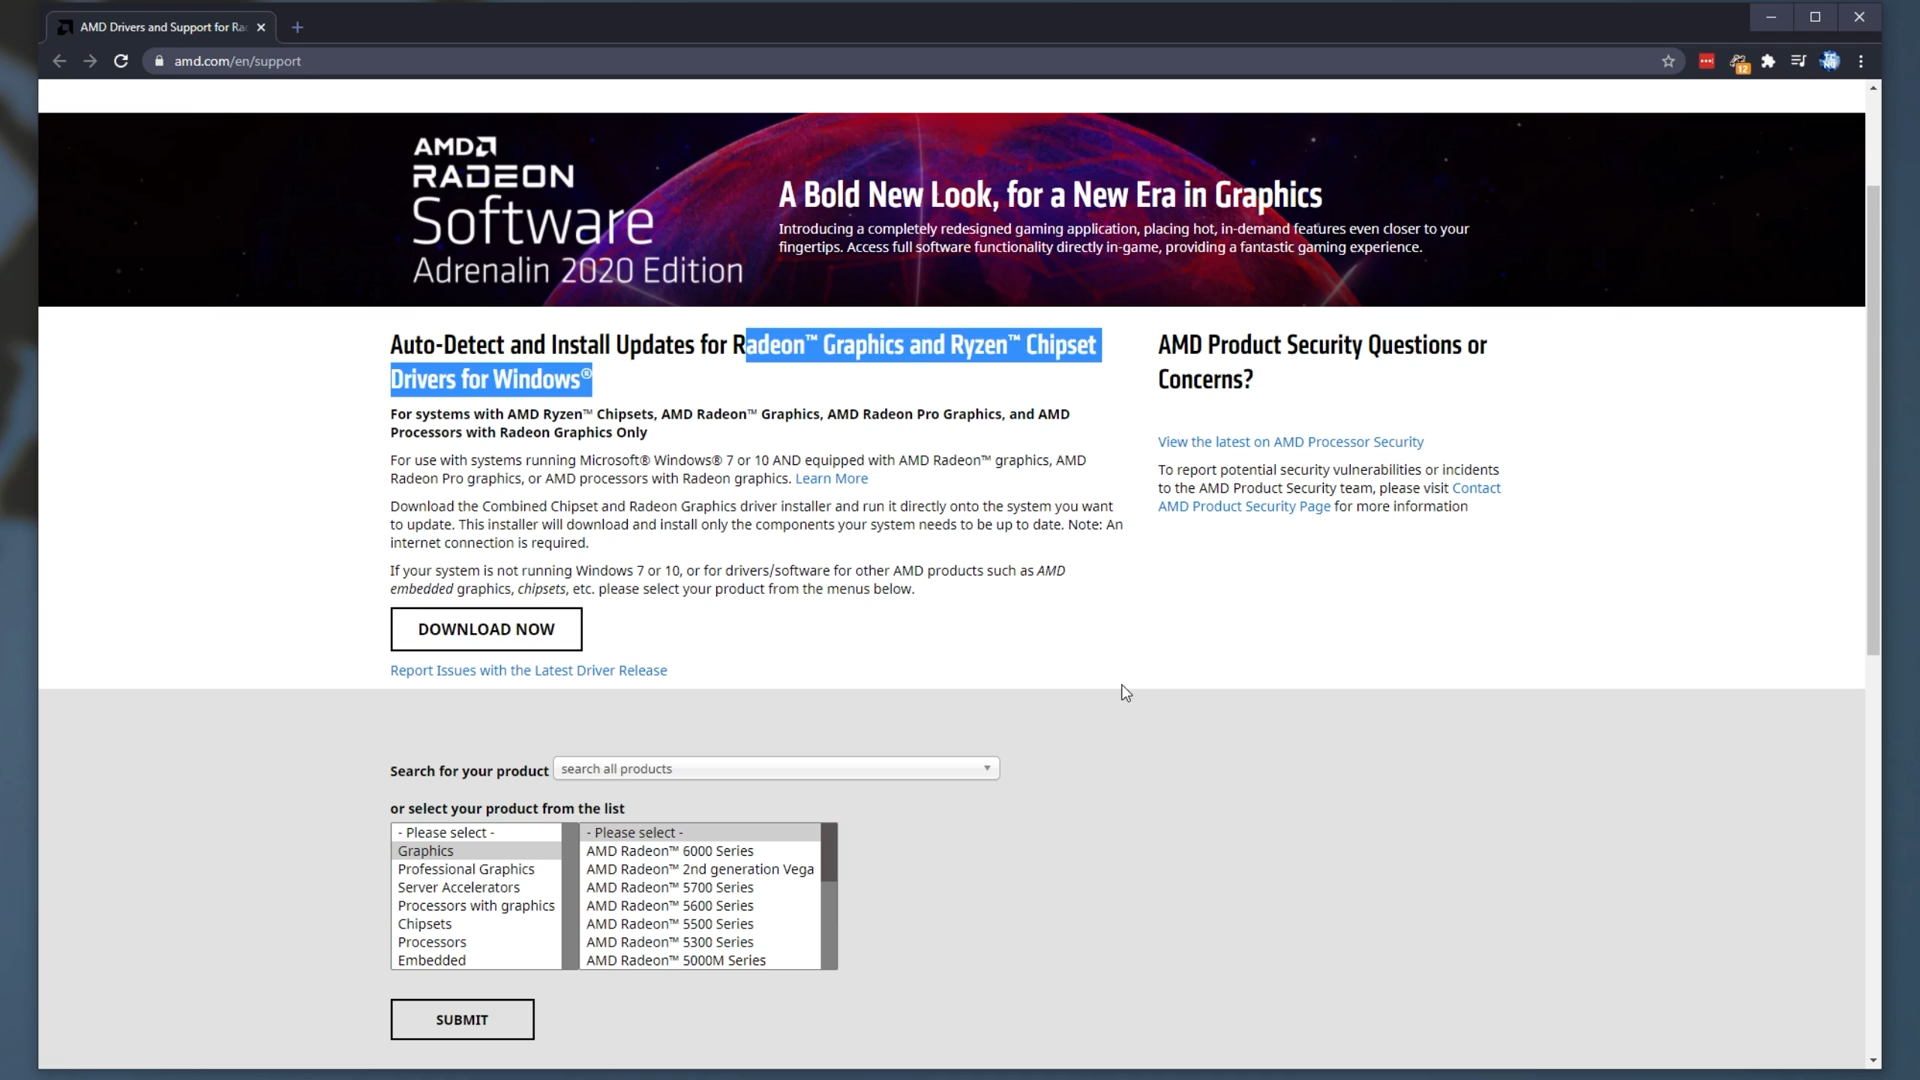 AMD Drivers and Support for Ra
amd.com/en/support
12
AMD
RADEON
Software
Adrenalin 2020 Edition
A Bold New Look, for a New Era in Graphics
Introducing a completely redesigned gaming application, placing hot, in-demand features even closer to your
fingertips. Access full software functionality directly in-game, providing a fantastic gaming experience.
Auto-Detect and Install Updates for Radeon™ Graphics and Ryzen™ Chipset
Drivers for Windows®
For systems with AMD Ryzen™ Chipsets, AMD Radeon™ Graphics, AMD Radeon Pro Graphics, and AMD
Processors with Radeon Graphics Only
For use with systems running Microsoft® Windows® 7 or 10 AND equipped with AMD Radeon™ graphics, AMD
Radeon Pro graphics, or AMD processors with Radeon graphics. Learn More
Download the Combined Chipset and Radeon Graphics driver installer and run it directly onto the system you want
to update. This installer will download and install only the components your system needs to be up to date. Note: An
internet connection is required.
If your system is not running Windows 7 or 10, or for drivers/software for other AMD products such as AMD
embedded graphics, chipsets, etc. please select your product from the menus below.
DOWNLOAD NOW
Report Issues with the Latest Driver Release
AMD Product Security Questions or
Concerns?
View the latest on AMD Processor Security
To report potential security vulnerabilities or incidents
to the AMD Product Security team, please visit Contact
AMD Product Security Page for more information
Search for your product search all products
or select your product from the list
- Please select -
Graphics
Professional Graphics
Server Accelerators
Processors with graphics
Chipsets
Processors
Embedded
- Please select -
AMD Radeon™ 6000 Series
AMD Radeon™ 2nd generation Vega
AMD Radeon™ 5700 Series
AMD Radeon™ 5600 Series
AMD Radeon™ 5500 Series
AMD Radeon™ 5300 Series
AMD Radeon™ 5000M Series
SUBMIT